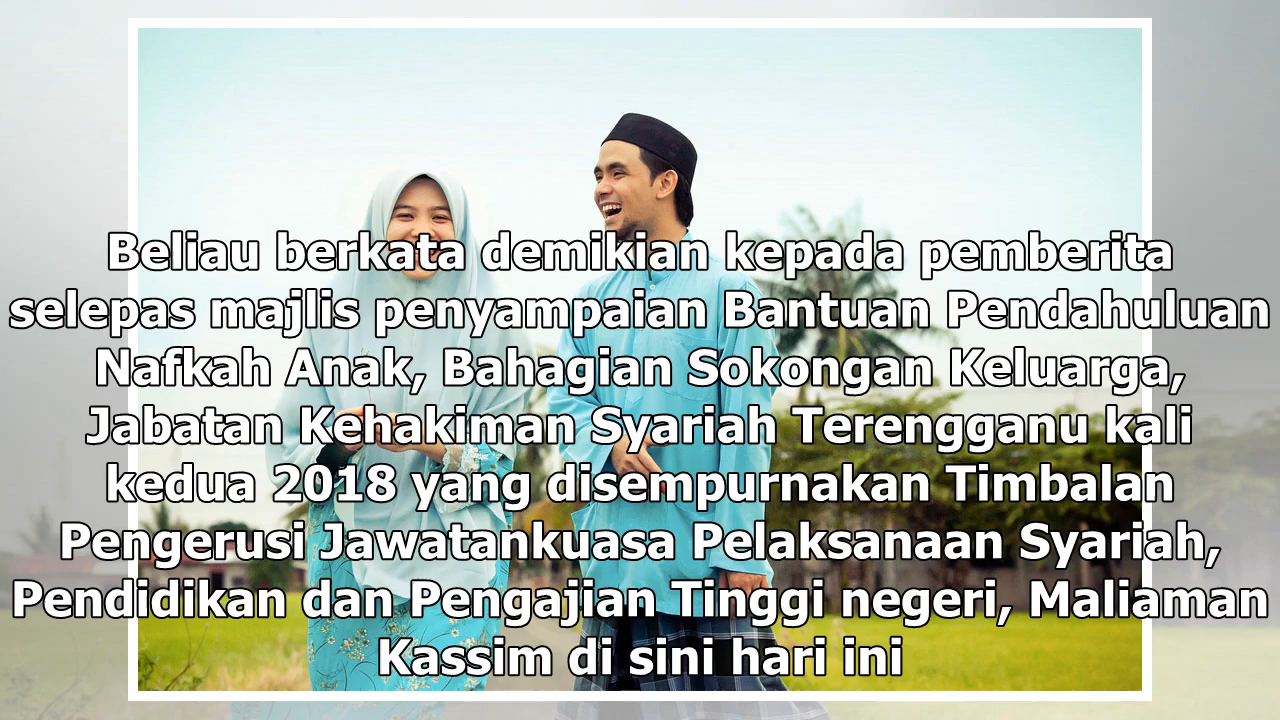 Beliau berkata demikian kepada pemberita
selepas majlis penyampaian Bantuan Pendahuluan
Nafkah Anak, Bahagian Sokongan Keluarga,
Jabatan Kehakiman Syariah Terengganu kali
kedua 2018 yang disempurnakan Timbalan
Pengerusi Jawatankuasa Pelaksanaan Syariah,
Pendidikan dan Pengajian Tinggi negeri, Maliaman
Kassim di sini hari ini